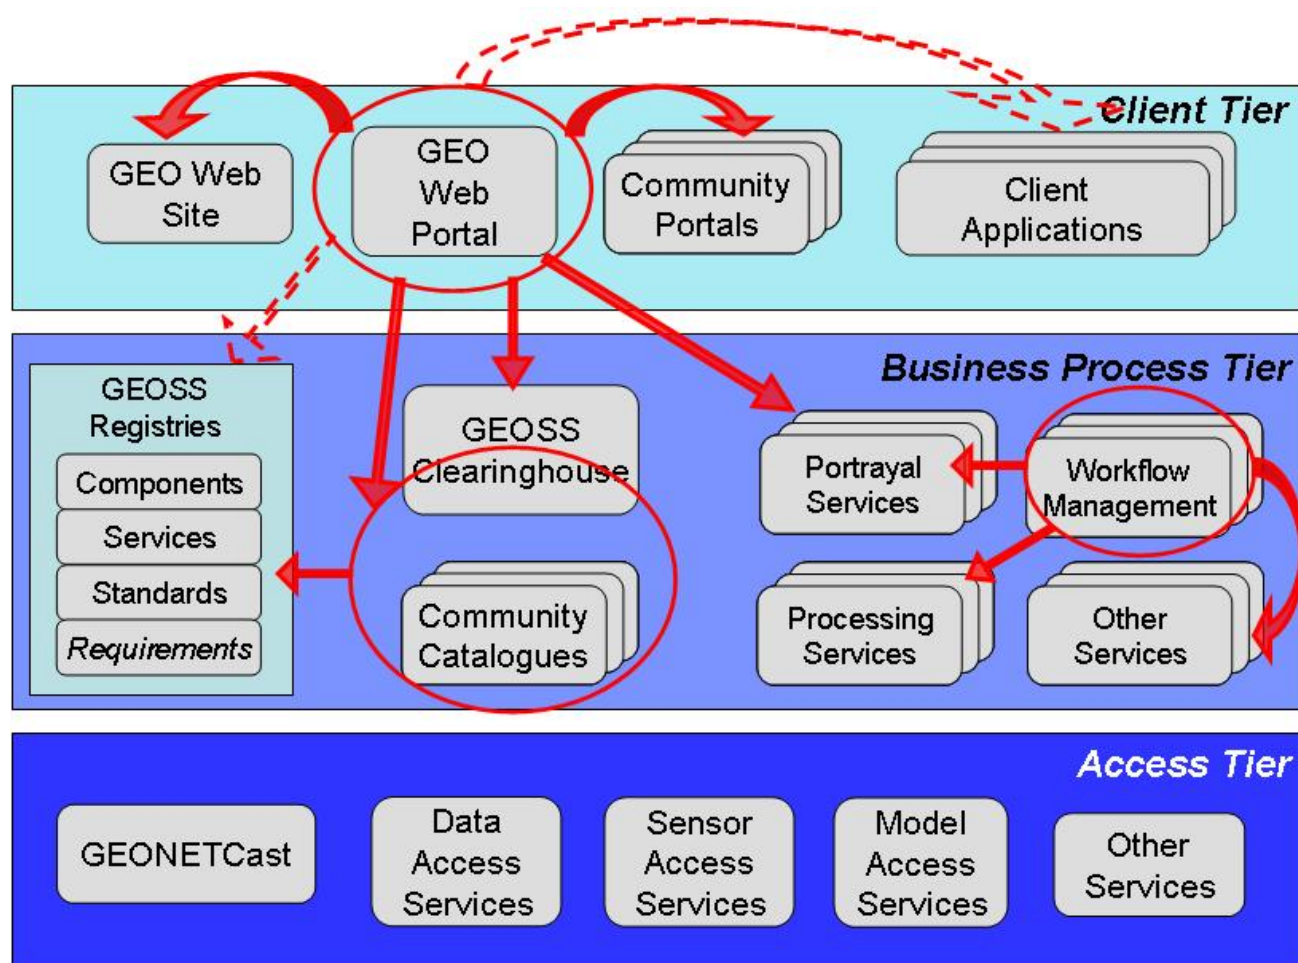 Client Tier
GEO Web
Site
GEO
Web
Portal
Community
Portals
Client
Applications
Business Process Tier
GEOSS
Registries
Components
Services
Standards
Requirements
GEOSS
Clearinghouse
Community
Catalogues
Portrayal
Services
Workflow
Management
Processing
Services
Other
Services
Access Tier
GEONETCast
Data
Access
Services
Sensor
Access
Services
Model
Access
Services
Other
Services